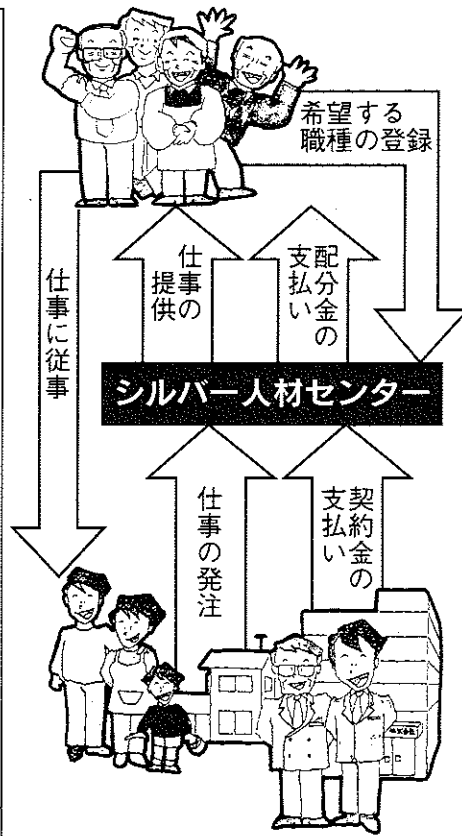 希望する
職種の登録
配分金の
支払い
仕事の
提供
仕事に従事
シルバー人材センター
契約金の
支払い
仕事の発注